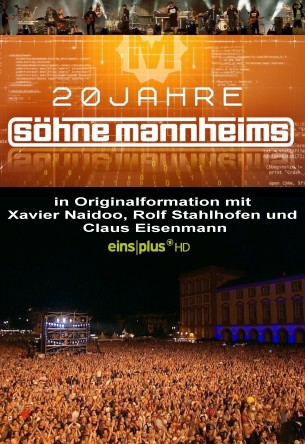 20JAHRE
söhne mannheims
in Originalformation mit
Xavier Naidoo, Rolf Stahlhofen und
Claus Eisenmann
eins|plus HD